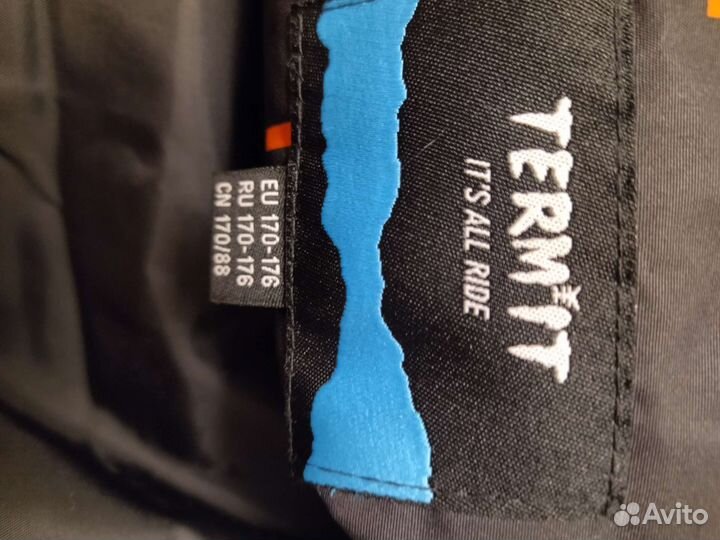 TERMIT
IT'S ALL RIDE
EU 170-176
RU 170-176
CN 170/88
Avito